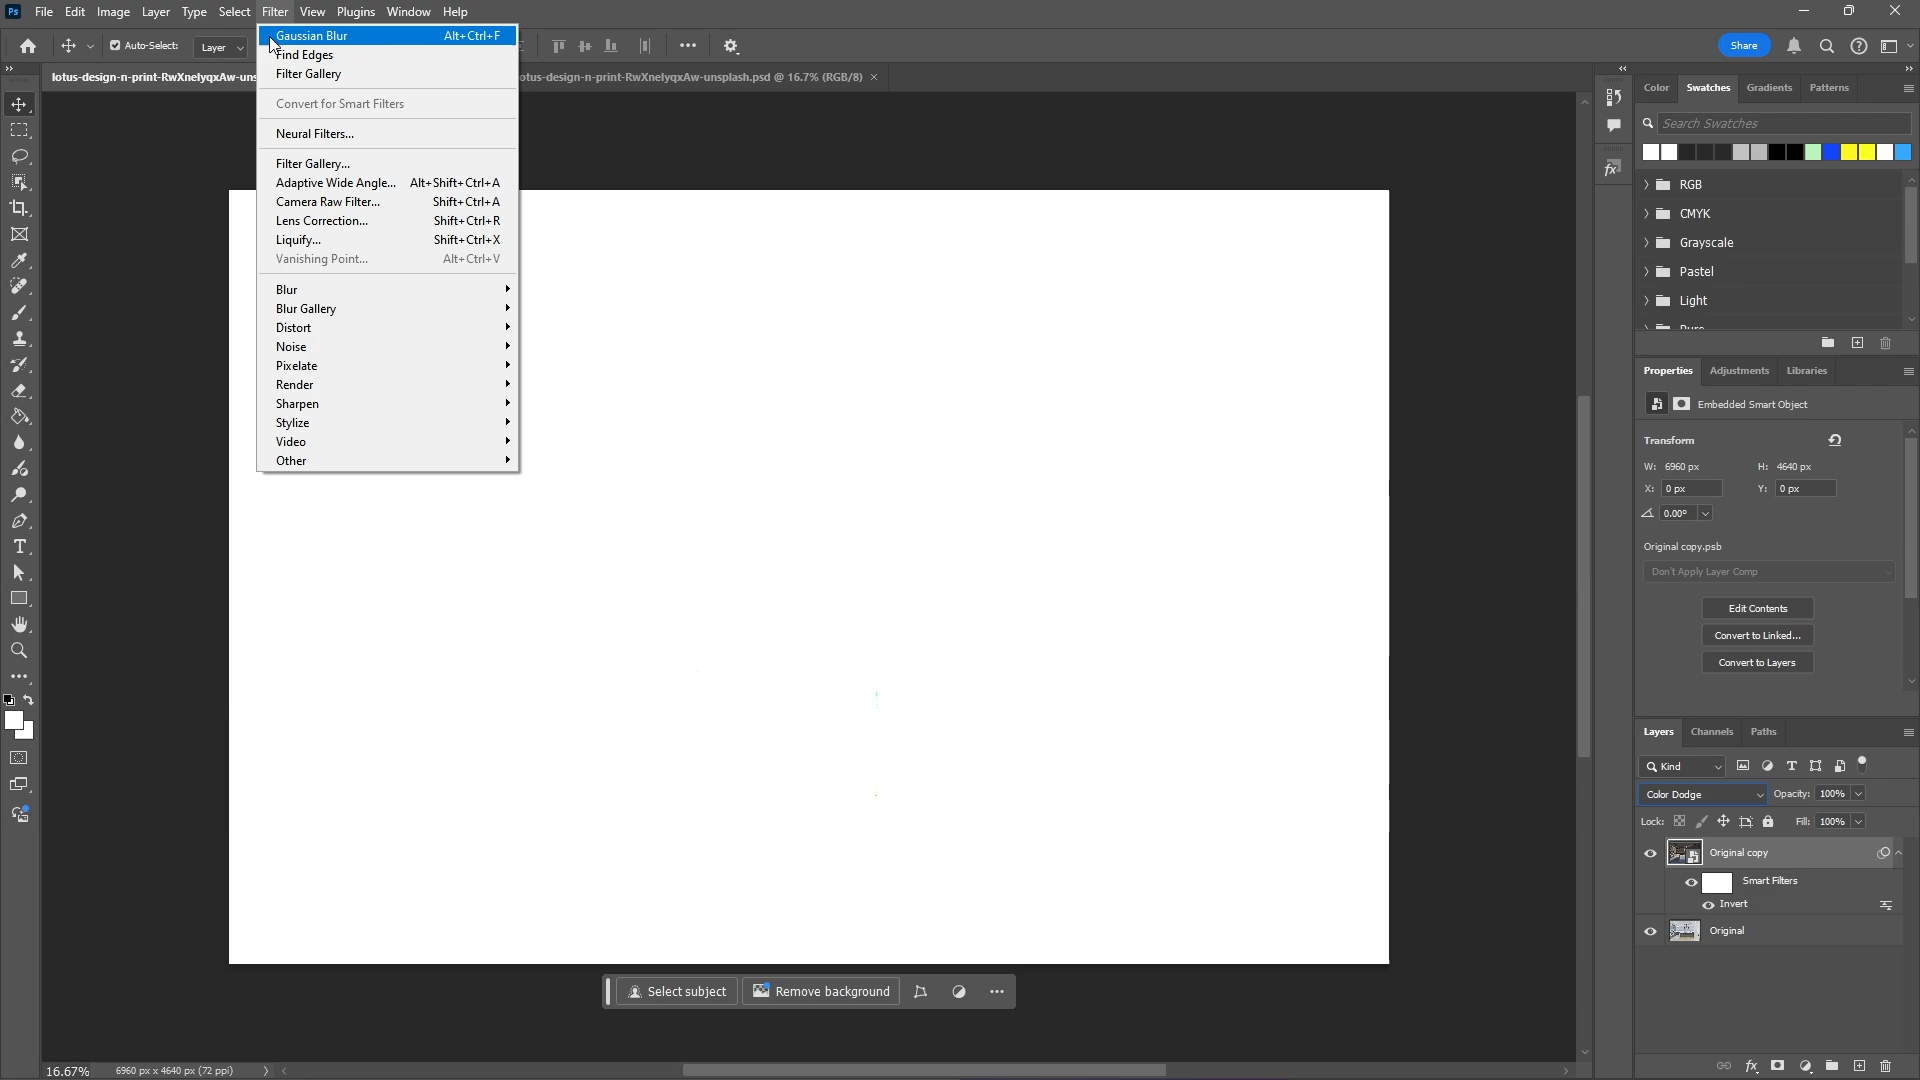 Ps File Edit Image Layer Type Select Filter View Plugins Window Help
Auto-Select: Layer
Share
lotus-design-n-print-RwXnelyqxAw-uns
otus-design-n-print-RwXnelyqxAw-unsplash.psd @ 16.7% (RGB/8)
Gaussian Blur Alt+Ctrl+F
Find Edges
Filter Gallery
Convert for Smart Filters
Neural Filters...
Filter Gallery...
Adaptive Wide Angle... Alt+Shift+Ctrl+A
Camera Raw Filter... Shift+Ctrl+A
Lens Correction... Shift+Ctrl+R
Liquify... Shift+Ctrl+X
Vanishing Point... Alt+Ctrl+V
Blur
Blur Gallery
Distort
Noise
Pixelate
Render
Sharpen
Stylize
Video
Other
Select subject Remove background
16.67% 6960 px x 4640 px (72 ppi)
Color Swatches Gradients Patterns
Search Swatches
RGB
CMYK
Grayscale
Pastel
Light
Pure
Properties Adjustments Libraries
Embedded Smart Object
Transform
W: 6960 px H: 4640 px
X: 0 px Y: 0 px
0.00°
Original copy.psb
Don't Apply Layer Comp
Edit Contents
Convert to Linked...
Convert to Layers
Layers Channels Paths
Kind
Color Dodge Opacity: 100%
Lock: Fill: 100%
Original copy
Smart Filters
Invert
Original
fx